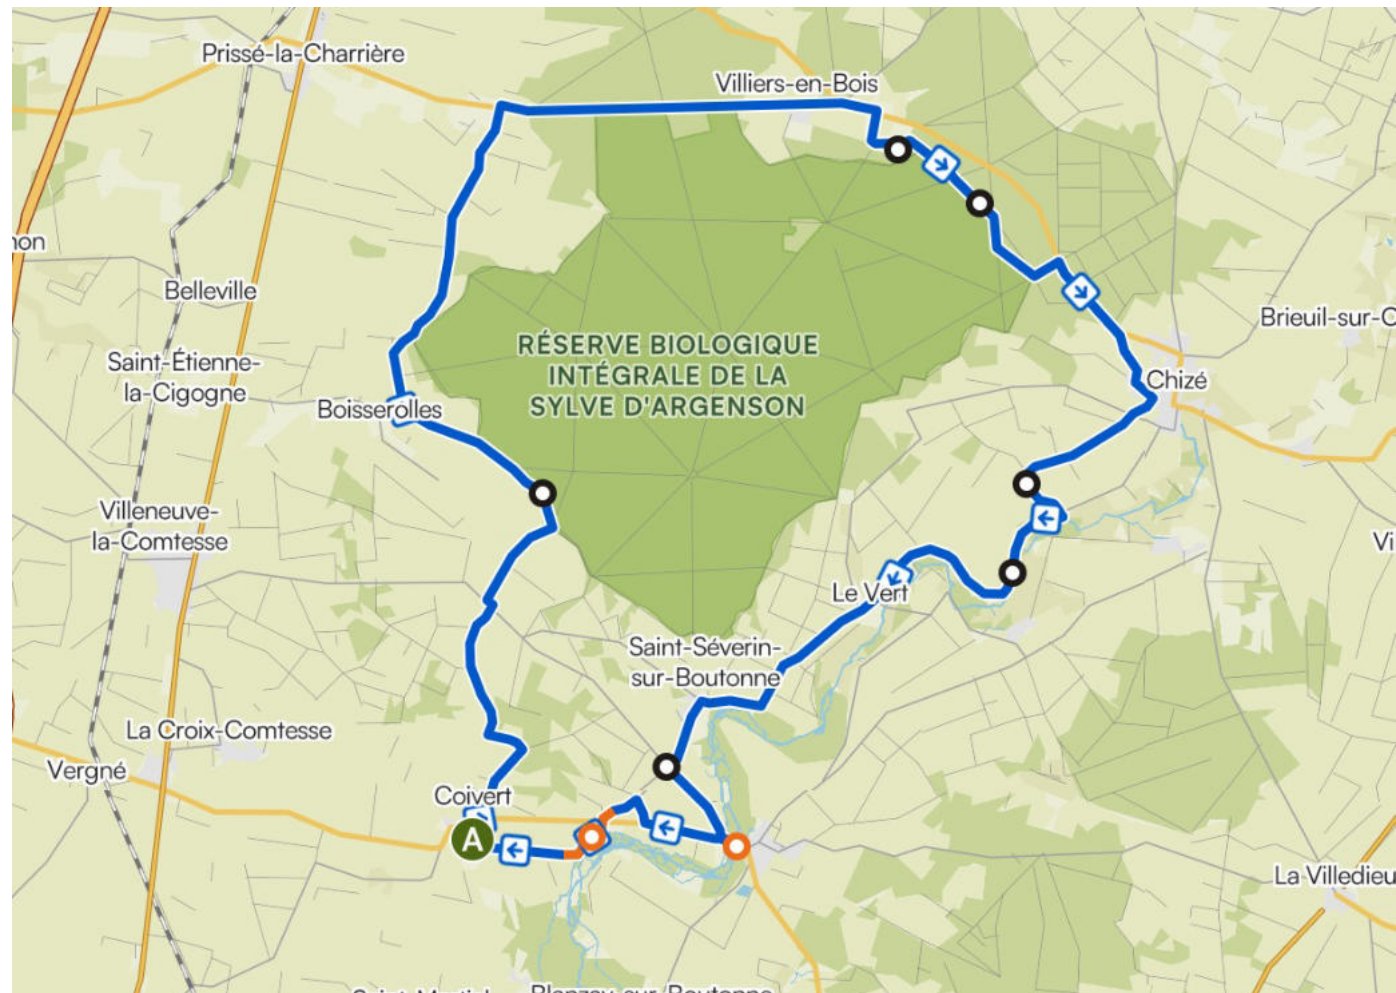 Prissé-la-Charrière
Villiers-en-Bois
Belleville
Brieuil-sur-
RÉSERVE BIOLOGIQUE
INTÉGRALE DE LA
SYLVE D'ARGENSON
Saint-Étienne-
la-Cigogne
Chizé
Boisserolles
Villeneuve-
la-Comtesse
Le Vert
Saint-Séverin-
sur-Boutonne
La Croix-Comtesse
Vergné
Coivert
A
La Villedieu